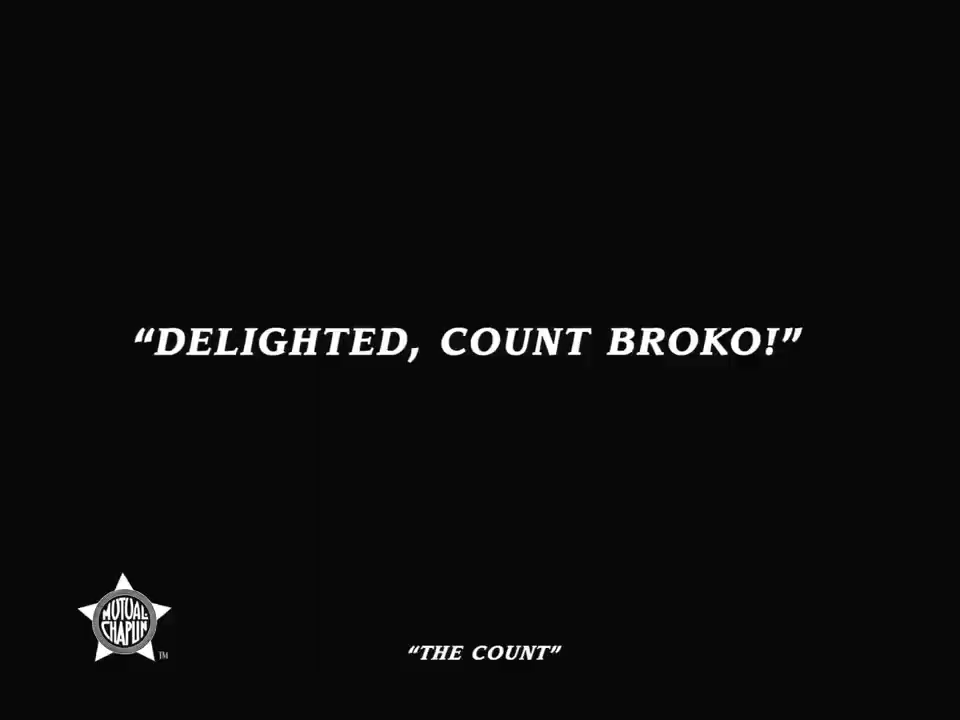 “DELIGHTED, COUNT BROKO!”
MUTUAL-
CHAPLIN
TM
“THE COUNT”